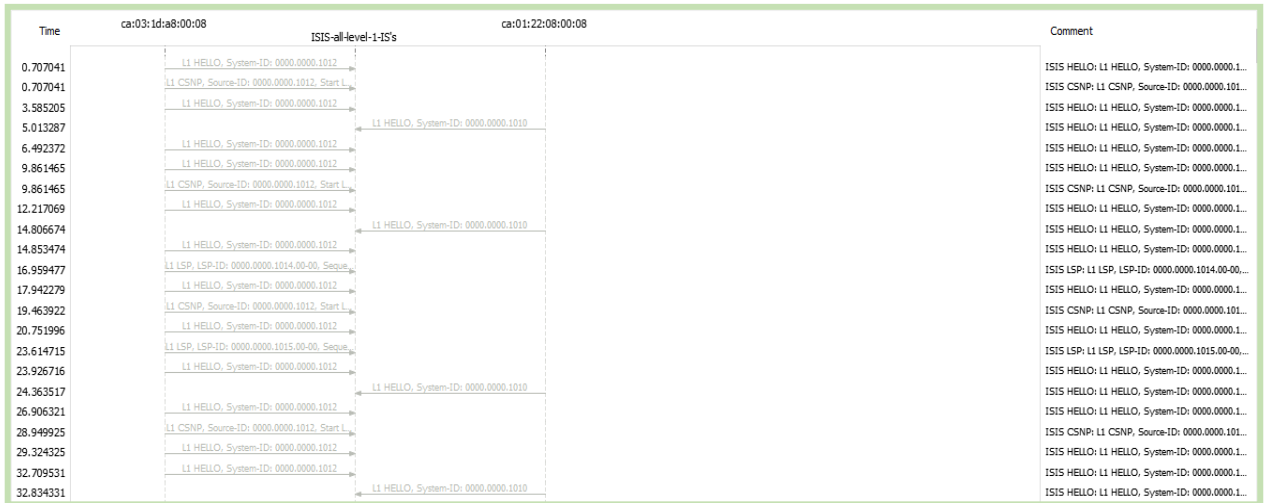 Time ca:03:1d:a8:00:08 ISIS-all-level-1-IS's ca:01:22:08:00:08 Comment
0.707041 L1 HELLO, System-ID: 0000.0000.1012 ISIS HELLO: L1 HELLO, System-ID: 0000.0000.1...
0.707041 L1 CSNP, Source-ID: 0000.0000.1012, Start L... ISIS CSNP: L1 CSNP, Source-ID: 0000.0000.101...
3.585205 L1 HELLO, System-ID: 0000.0000.1012 ISIS HELLO: L1 HELLO, System-ID: 0000.0000.1...
5.013287 L1 HELLO, System-ID: 0000.0000.1010 ISIS HELLO: L1 HELLO, System-ID: 0000.0000.1...
6.492372 L1 HELLO, System-ID: 0000.0000.1012 ISIS HELLO: L1 HELLO, System-ID: 0000.0000.1...
9.861465 L1 HELLO, System-ID: 0000.0000.1012 ISIS HELLO: L1 HELLO, System-ID: 0000.0000.1...
9.861465 L1 CSNP, Source-ID: 0000.0000.1012, Start L... ISIS CSNP: L1 CSNP, Source-ID: 0000.0000.101...
12.217069 L1 HELLO, System-ID: 0000.0000.1012 ISIS HELLO: L1 HELLO, System-ID: 0000.0000.1...
14.806674 L1 HELLO, System-ID: 0000.0000.1010 ISIS HELLO: L1 HELLO, System-ID: 0000.0000.1...
14.853474 L1 HELLO, System-ID: 0000.0000.1012 ISIS HELLO: L1 HELLO, System-ID: 0000.0000.1...
16.959477 L1 LSP, LSP-ID: 0000.0000.1014.00-00, Seque... ISIS LSP: L1 LSP, LSP-ID: 0000.0000.1014.00-00,...
17.942279 L1 HELLO, System-ID: 0000.0000.1012 ISIS HELLO: L1 HELLO, System-ID: 0000.0000.1...
19.463922 L1 CSNP, Source-ID: 0000.0000.1012, Start L... ISIS CSNP: L1 CSNP, Source-ID: 0000.0000.101...
20.751996 L1 HELLO, System-ID: 0000.0000.1012 ISIS HELLO: L1 HELLO, System-ID: 0000.0000.1...
23.614715 L1 LSP, LSP-ID: 0000.0000.1015.00-00, Seque... ISIS LSP: L1 LSP, LSP-ID: 0000.0000.1015.00-00,...
23.926716 L1 HELLO, System-ID: 0000.0000.1012 ISIS HELLO: L1 HELLO, System-ID: 0000.0000.1...
24.363517 L1 HELLO, System-ID: 0000.0000.1010 ISIS HELLO: L1 HELLO, System-ID: 0000.0000.1...
26.906321 L1 HELLO, System-ID: 0000.0000.1012 ISIS HELLO: L1 HELLO, System-ID: 0000.0000.1...
28.949925 L1 CSNP, Source-ID: 0000.0000.1012, Start L... ISIS CSNP: L1 CSNP, Source-ID: 0000.0000.101...
29.324325 L1 HELLO, System-ID: 0000.0000.1012 ISIS HELLO: L1 HELLO, System-ID: 0000.0000.1...
32.709531 L1 HELLO, System-ID: 0000.0000.1012 ISIS HELLO: L1 HELLO, System-ID: 0000.0000.1...
32.834331 L1 HELLO, System-ID: 0000.0000.1010 ISIS HELLO: L1 HELLO, System-ID: 0000.0000.1...